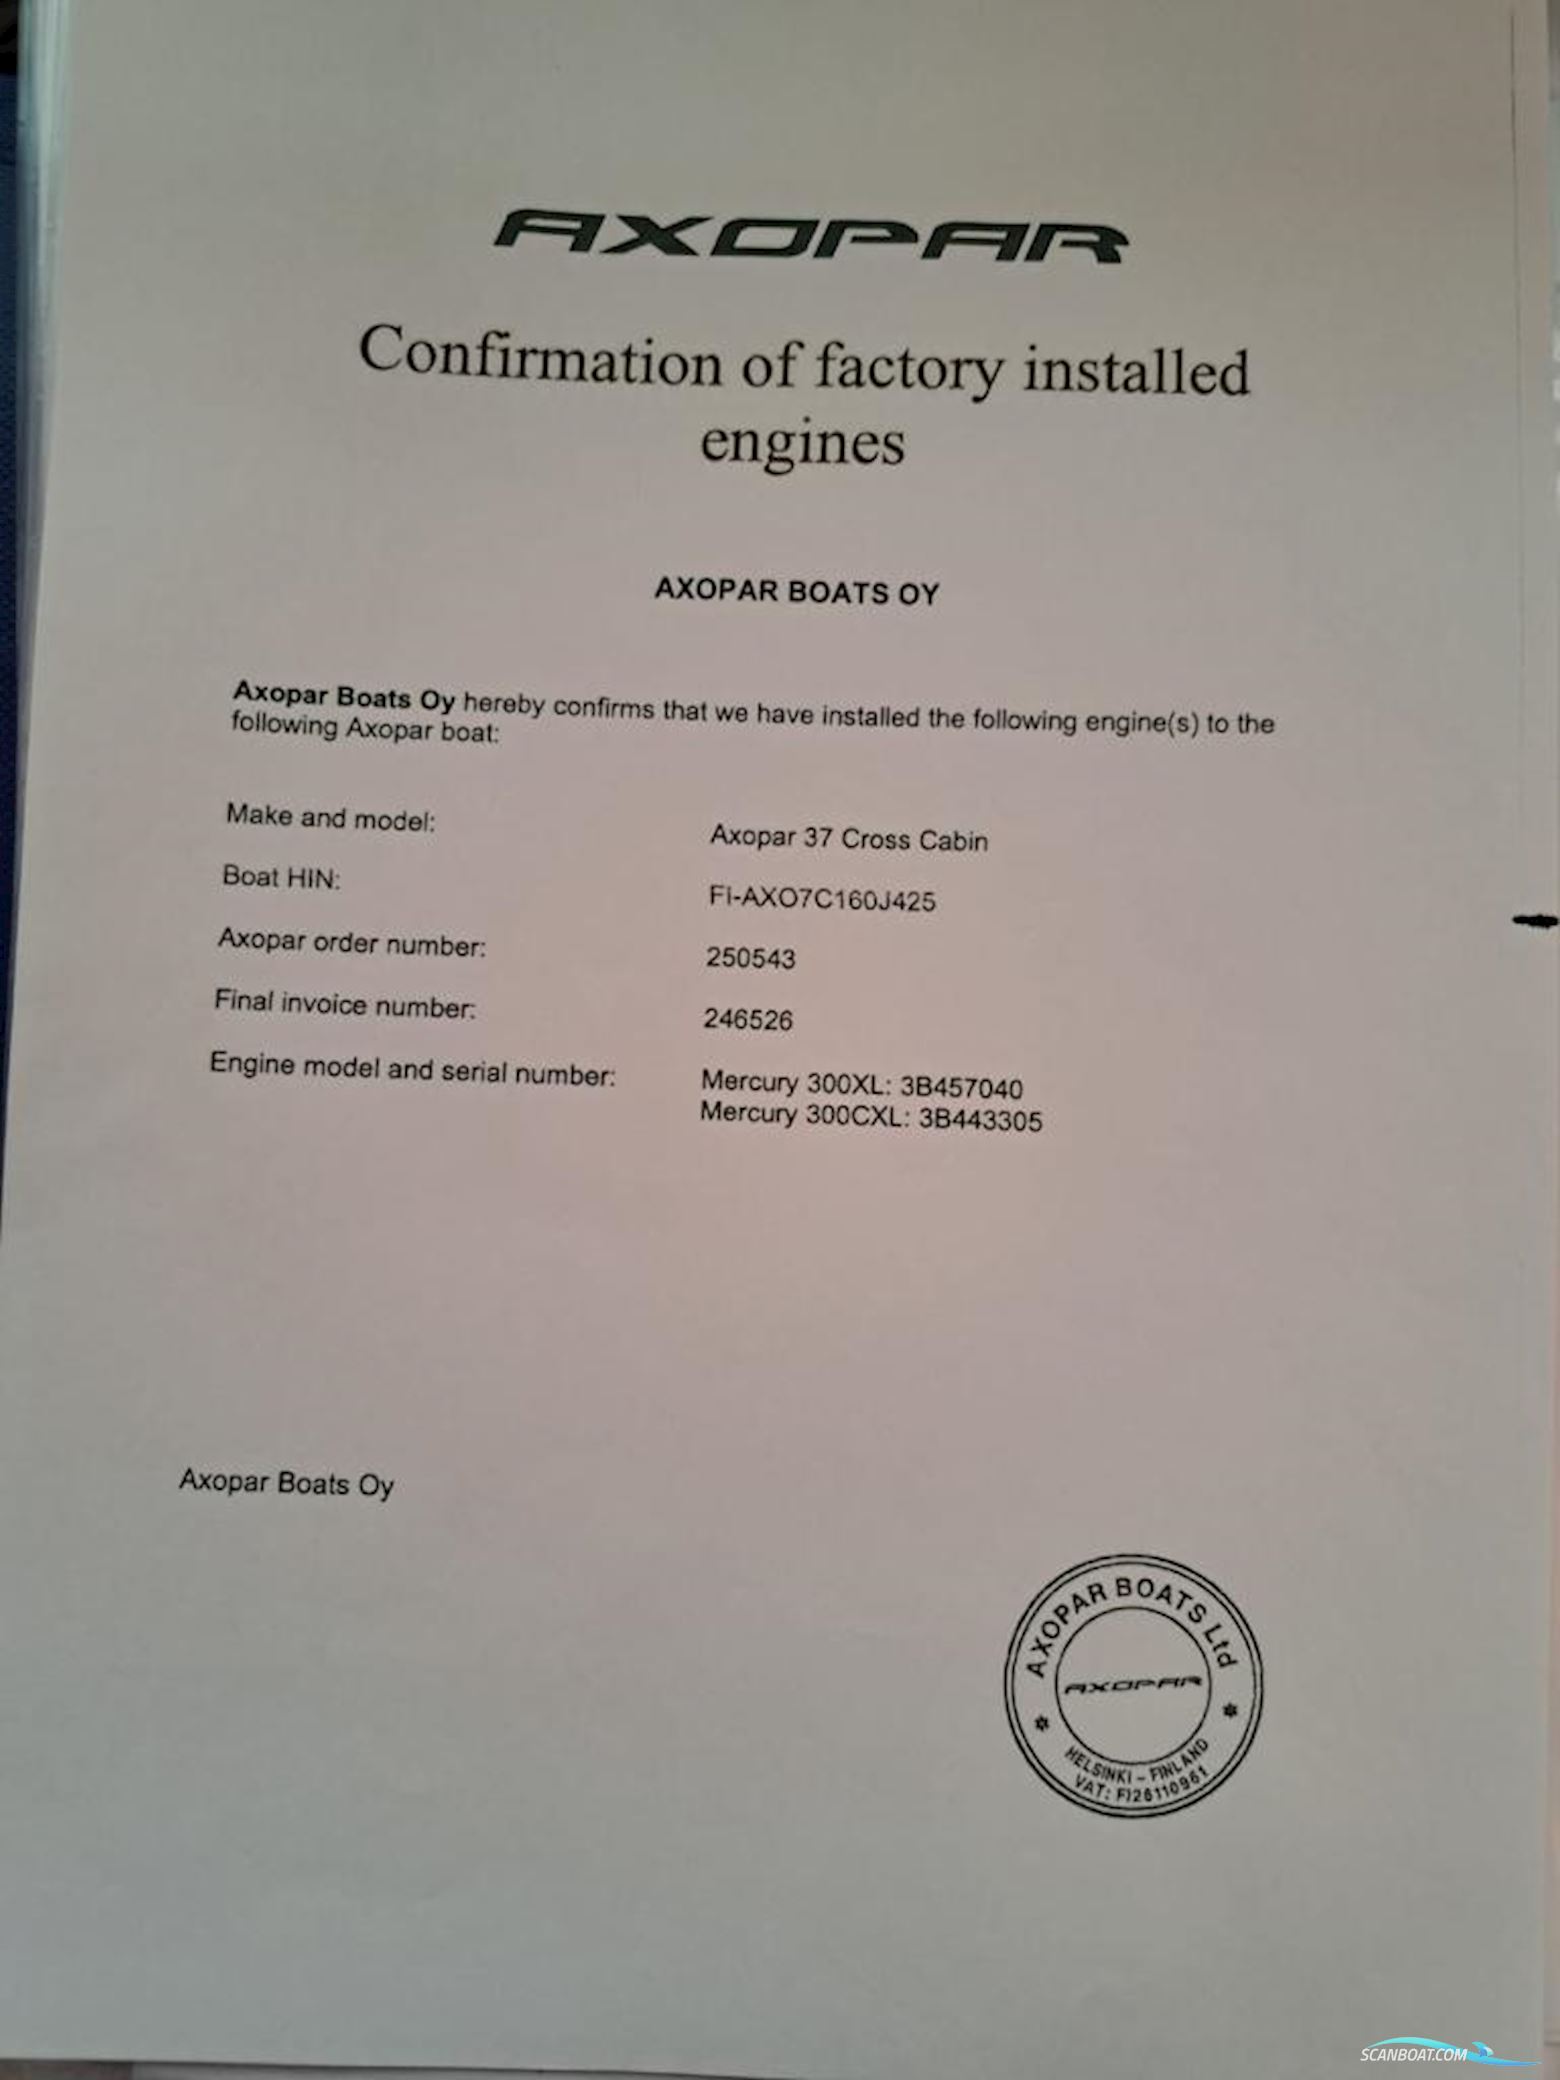 AXOPAR
Confirmation of factory installed
engines
AXOPAR BOATS OY
Axopar Boats Oy hereby confirms that we have installed the following engine(s) to the
following Axopar boat:
Make and model:
Axopar 37 Cross Cabin
Boat HIN:
FI-AXO7C160J425
Axopar order number:
250543
Final invoice number:
246526
Engine model and serial number:
Mercury 300XL: 3B457040
Mercury 300CXL: 3B443305
Axopar Boats Oy
AXOPAR BOATS Ltd
AXOPAR
HELSINKI - FINLAND
VAT: FI26110961
SCANBOAT.COM